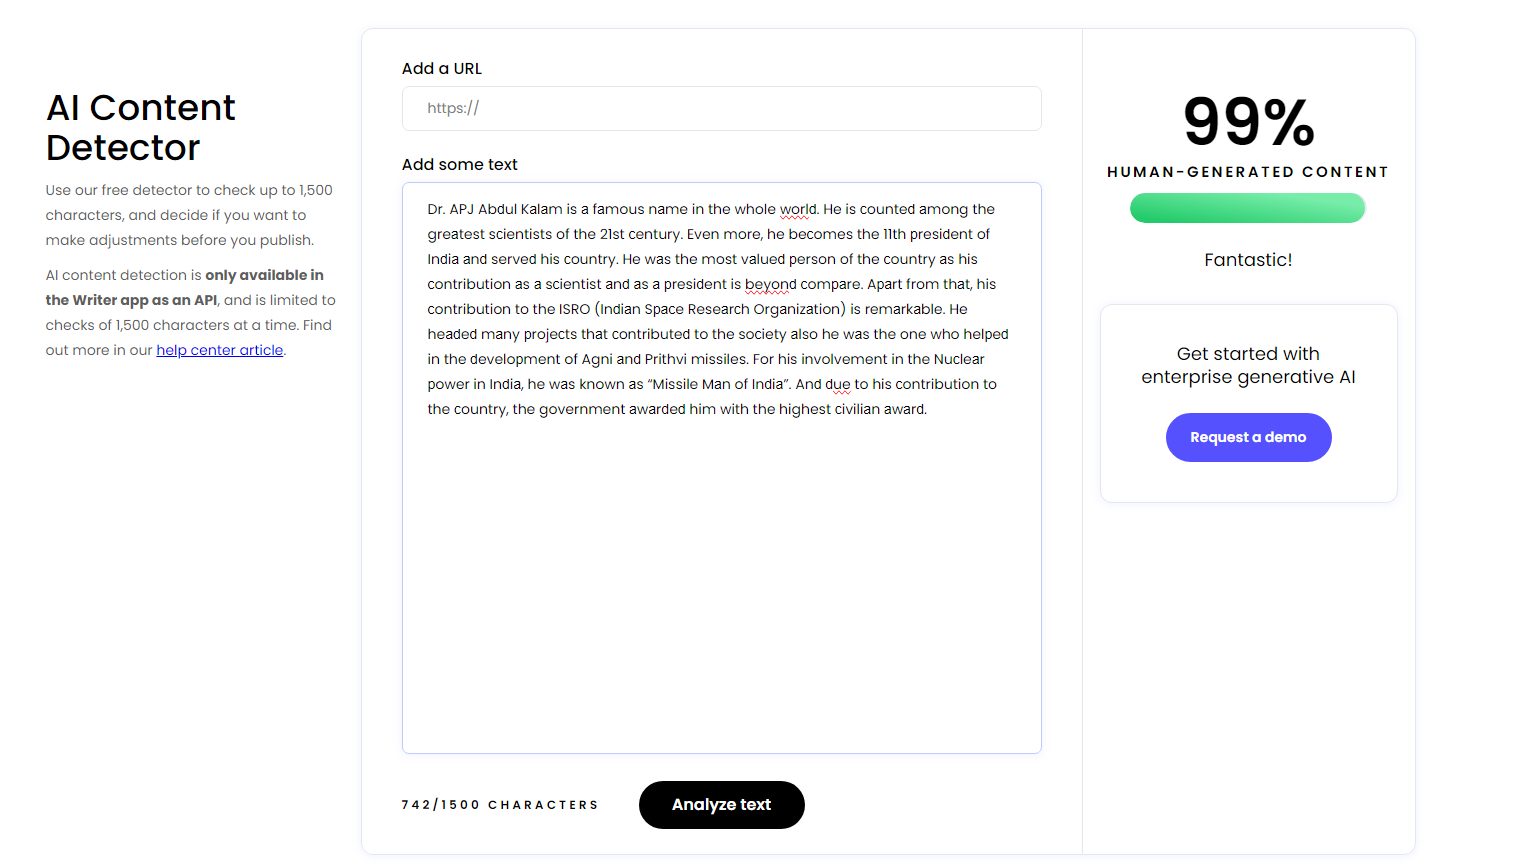 AI Content
Detector
Use our free detector to check up to 1,500
characters, and decide if you want to
make adjustments before you publish.
AI content detection is only available in
the Writer app as an API, and is limited to
checks of 1,500 characters at a time. Find
out more in our help center article.
Add a URL
https://
Add some text
Dr. APJ Abdul Kalam is a famous name in the whole world. He is counted among the
greatest scientists of the 21st century. Even more, he becomes the 11th president of
India and served his country. He was the most valued person of the country as his
contribution as a scientist and as a president is beyond compare. Apart from that, his
contribution to the ISRO (Indian Space Research Organization) is remarkable. He
headed many projects that contributed to the society also he was the one who helped
in the development of Agni and Prithvi missiles. For his involvement in the Nuclear
power in India, he was known as “Missile Man of India”. And due to his contribution to
the country, the government awarded him with the highest civilian award.
742/1500 CHARACTERS
Analyze text
99%
HUMAN-GENERATED CONTENT
Fantastic!
Get started with
enterprise generative AI
Request a demo